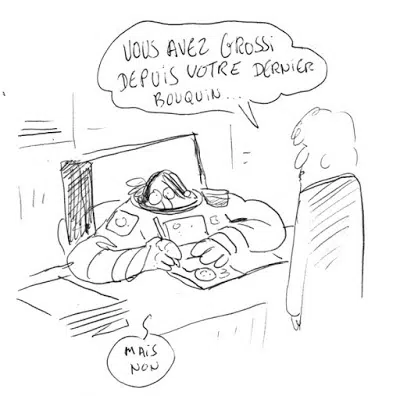 VOUS AVEZ GROSSI
DEPUIS VOTRE DERNIER
BOUQUIN...
MAIS
NON